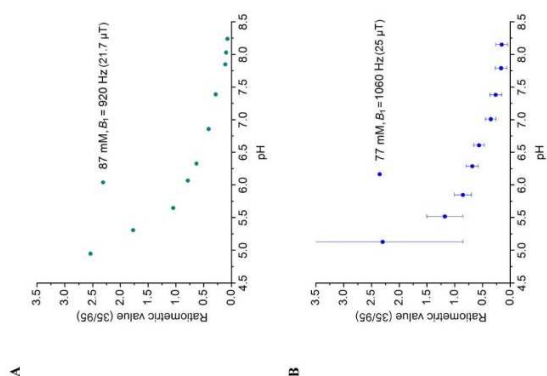 A
3.5
3.0
2.5
2.0
1.5
1.0
0.5
0.0
Ratiometric value (35/95)
87 mM, B₁ = 920 Hz (21.7 µT)
4.5 5.0 5.5 6.0 6.5 7.0 7.5 8.0 8.5
pH
B
3.5
3.0
2.5
2.0
1.5
1.0
0.5
0.0
Ratiometric value (35/95)
77 mM, B₁ = 1060 Hz (25 µT)
4.5 5.0 5.5 6.0 6.5 7.0 7.5 8.0 8.5
pH